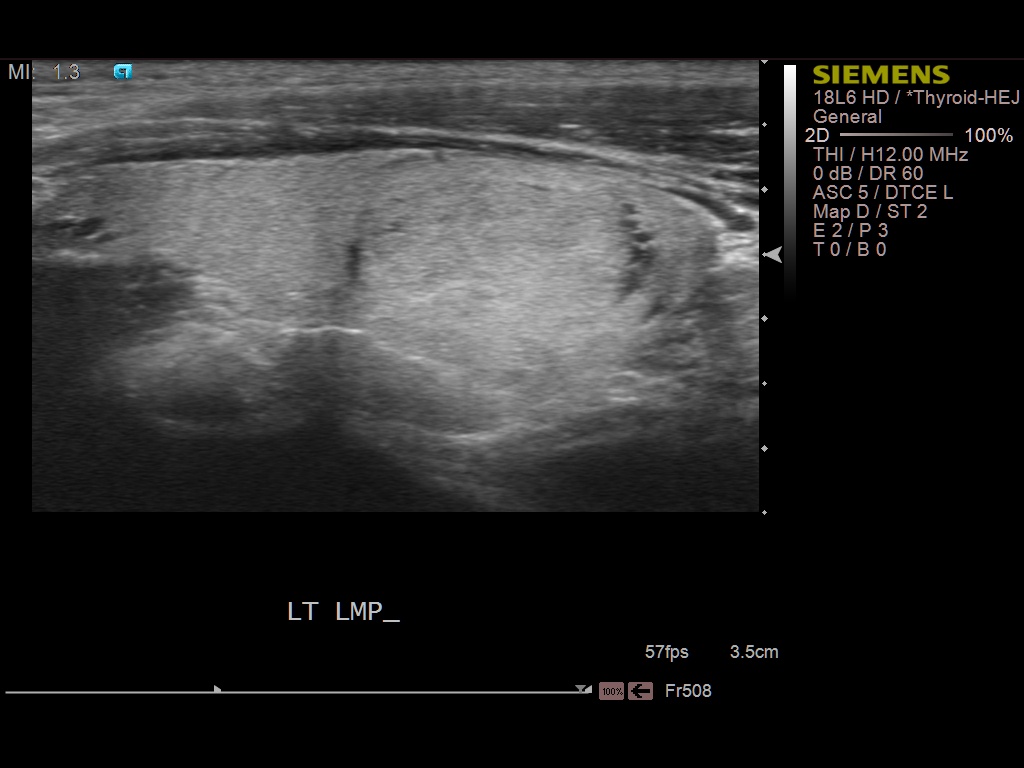 MI: 1.3
SIEMENS
18L6 HD / *Thyroid-HEJ
General
2D 100%
THI / H12.00 MHz
0 dB / DR 60
ASC 5 / DTCE L
Map D / ST 2
E 2 / P 3
T 0 / B 0
LT LMP_
57fps 3.5cm
100% Fr508